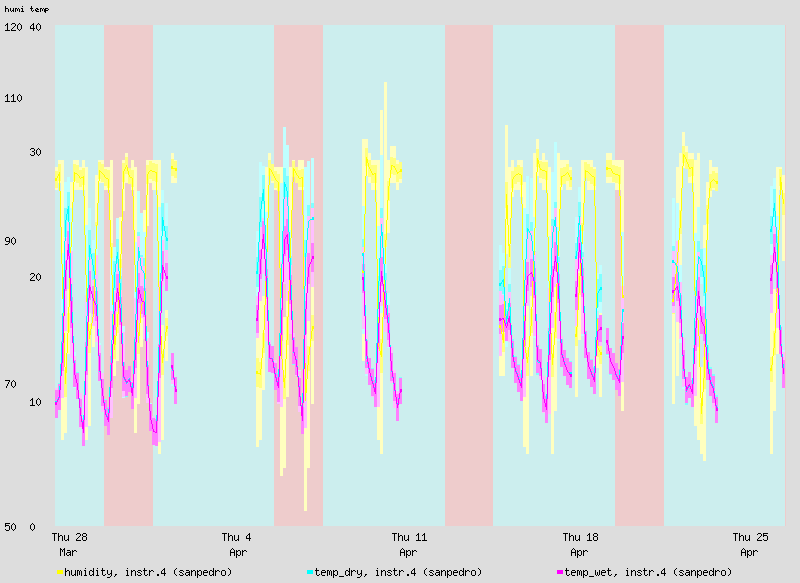 humi temp
120 40
110
30
90
20
70
10
50 0
Thu 28 Thu 4 Thu 11 Thu 18 Thu 25
Mar Apr Apr Apr Apr
humidity, instr.4 (sanpedro) temp_dry, instr.4 (sanpedro) temp_wet, instr.4 (sanpedro)